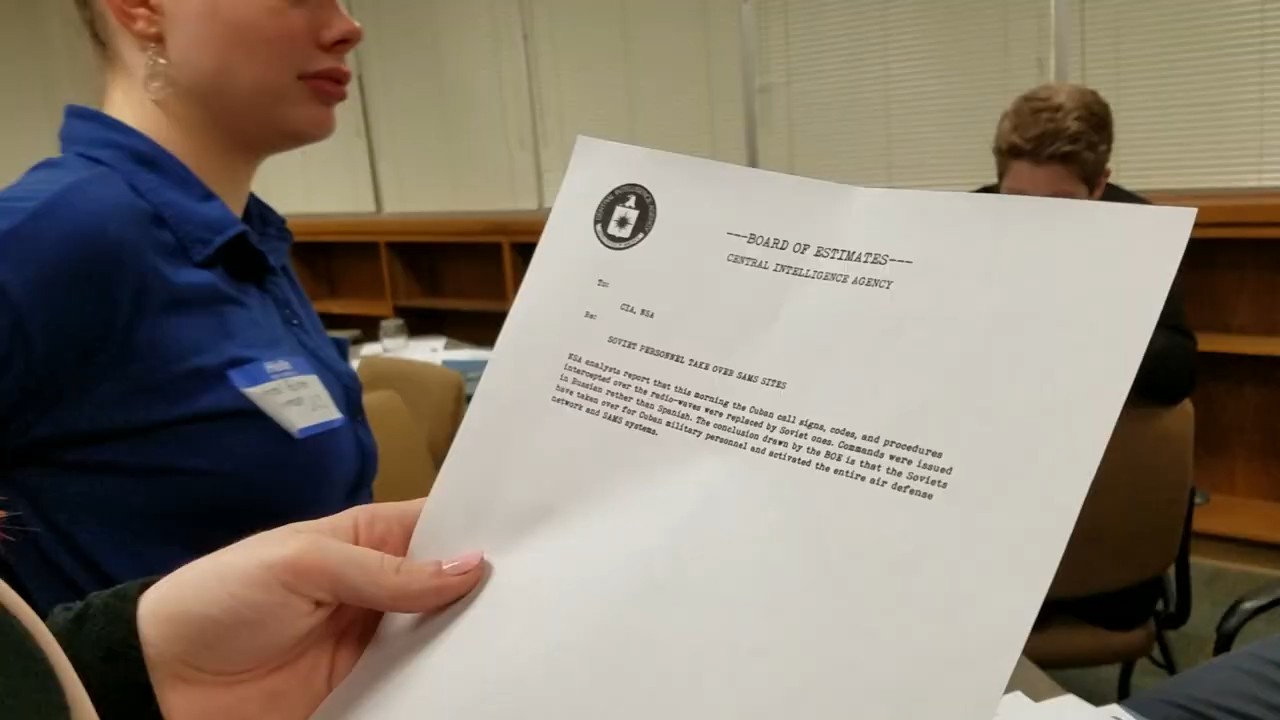 CENTRAL INTELLIGENCE AGENCY
---BOARD OF ESTIMATES---
CENTRAL INTELLIGENCE AGENCY
To:
CIA, NSA
Re:
SOVIET PERSONNEL TAKE OVER SAMS SITES
NSA analysts report that this morning the Cuban call signs, codes, and procedures
intercepted over the radio-waves were replaced by Soviet ones. Commands were issued
in Russian rather than Spanish. The conclusion drawn by the BOE is that the Soviets
have taken over for Cuban military personnel and activated the entire air defense
network and SAMS systems.